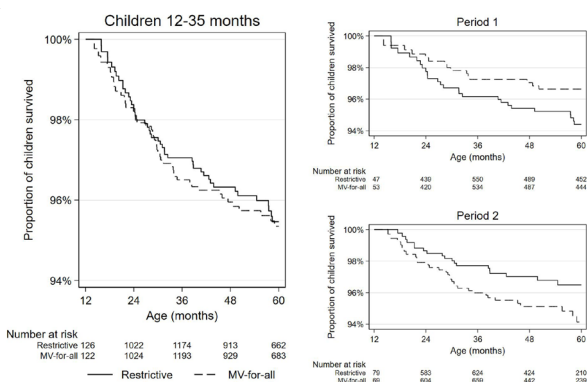 Children 12-35 months
Proportion of children survived
100%
98%
96%
94%
12 24 36 48 60
Age (months)
Number at risk
Restrictive 126 1022 1174 913 662
MV-for-all 122 1024 1193 929 683
Restrictive MV-for-all
Period 1
Proportion of children survived
100%
98%
96%
94%
12 24 36 48 60
Age (months)
Number at risk
Restrictive 47 430 550 489 452
MV-for-all 53 420 534 487 444
Period 2
Proportion of children survived
100%
98%
96%
94%
12 24 36 48 60
Age (months)
Number at risk
Restrictive 79 583 624 424 210
MV-for-all 442